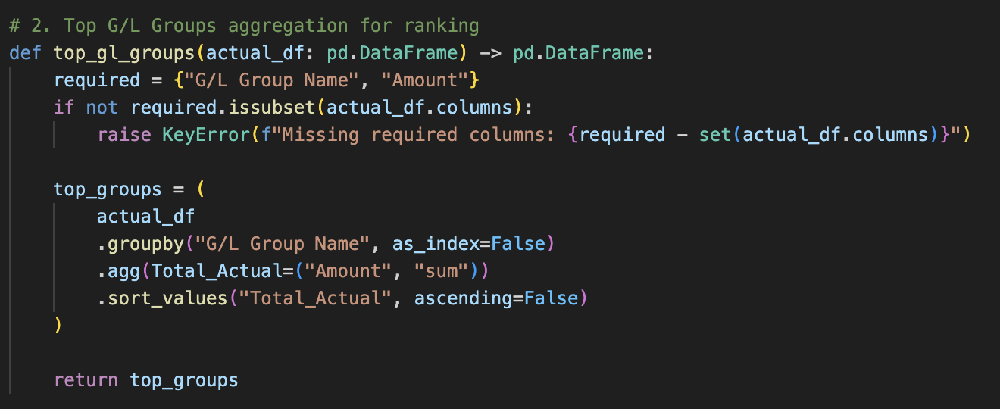 # 2. Top G/L Groups aggregation for ranking
def top_gl_groups(actual_df: pd.DataFrame) -> pd.DataFrame:
    required = {"G/L Group Name", "Amount"}
    if not required.issubset(actual_df.columns):
        raise KeyError(f"Missing required columns: {required - set(actual_df.columns)}")

    top_groups = (
        actual_df
        .groupby("G/L Group Name", as_index=False)
        .agg(Total_Actual=("Amount", "sum"))
        .sort_values("Total_Actual", ascending=False)
    )

    return top_groups